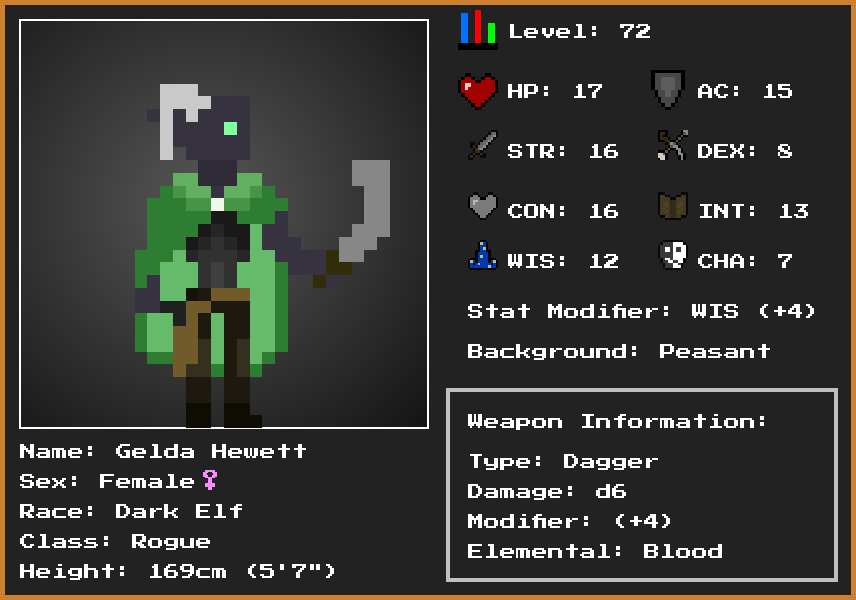 Level: 72
HP: 17
AC: 15
STR: 16
DEX: 8
CON: 16
INT: 13
WIS: 12
CHA: 7
Stat Modifier: WIS (+4)
Background: Peasant
Weapon Information:
Type: Dagger
Damage: d6
Modifier: (+4)
Elemental: Blood
Name: Gelda Hewett
Sex: Female♀
Race: Dark Elf
Class: Rogue
Height: 169cm (5'7")